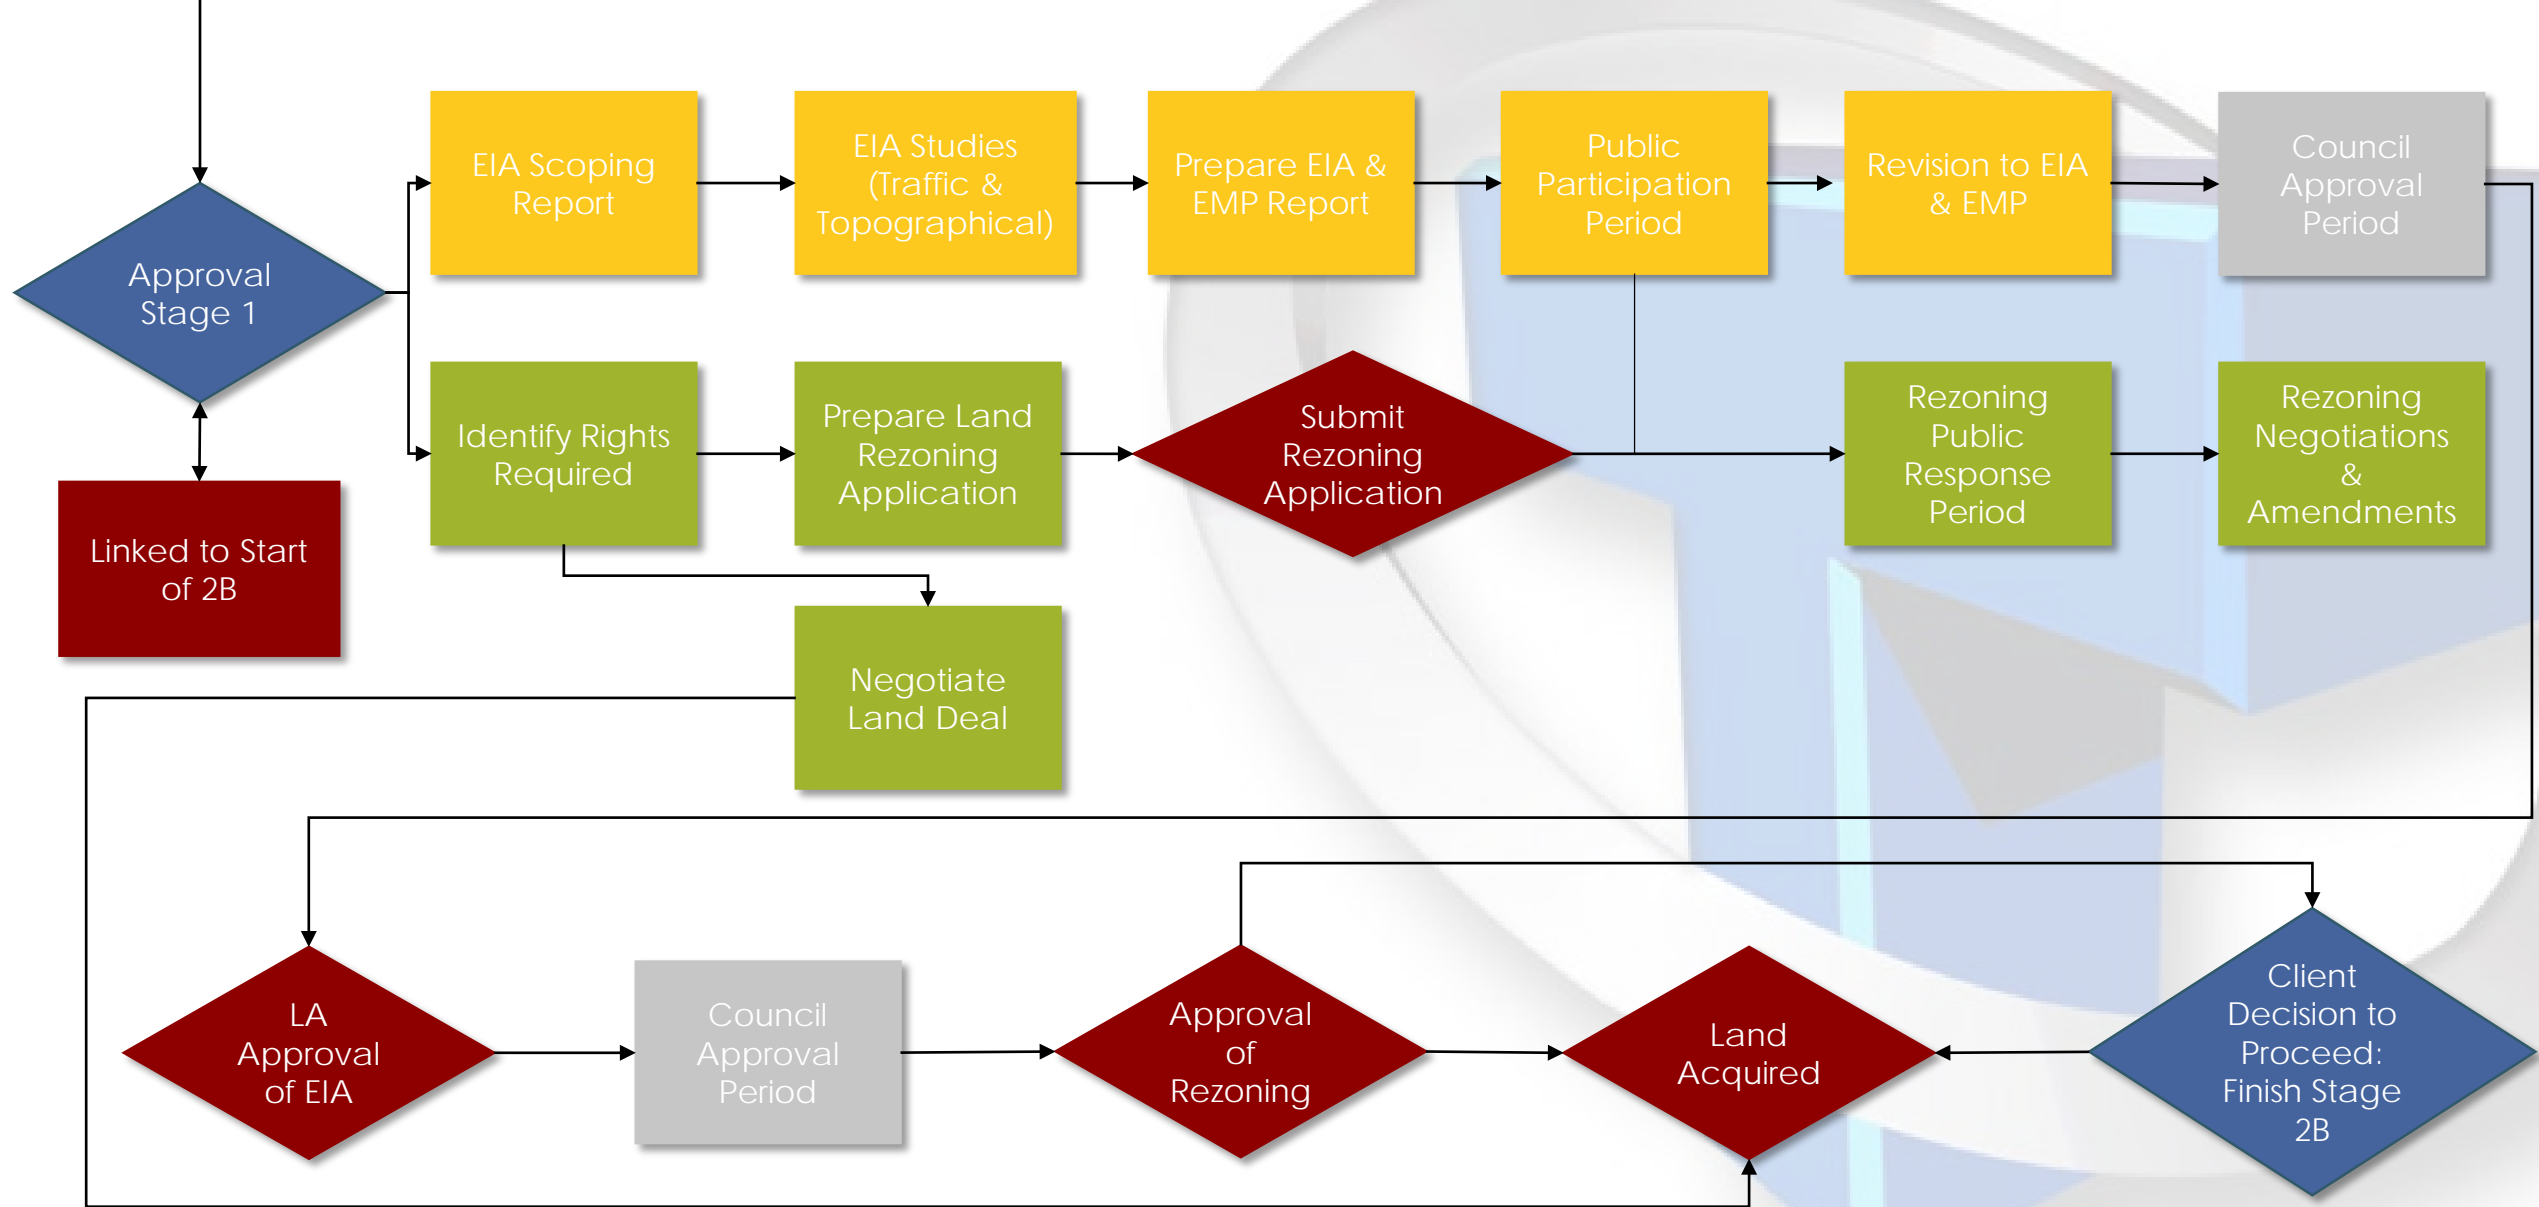 EIA Scoping
Report
EIA Studies
(Traffic &
Topographical)
Prepare EIA &
EMP Report
Public
Participation
Period
Revision to EIA
& EMP
Council
Approval
Period
Approval
Stage 1
Identify Rights
Required
Prepare Land
Rezoning
Application
Submit
Rezoning
Application
Rezoning
Public
Response
Period
Rezoning
Negotiations
&
Amendments
Linked to Start
of 2B
Negotiate
Land Deal
LA
Approval
of EIA
Council
Approval
Period
Approval
of
Rezoning
Land
Acquired
Client
Decision to
Proceed:
Finish Stage
2B